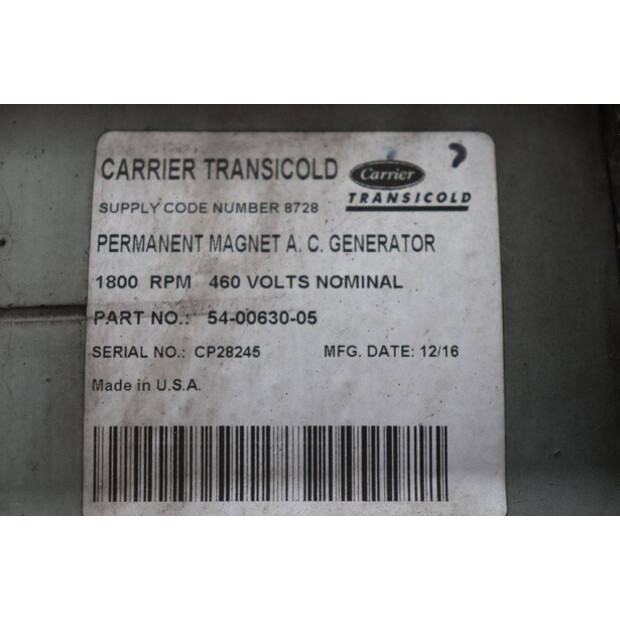 CARRIER TRANSICOLD
Carrier
TRANSICOLD
SUPPLY CODE NUMBER 8728
PERMANENT MAGNET A. C. GENERATOR
1800 RPM 460 VOLTS NOMINAL
PART NO.: 54-00630-05
SERIAL NO.: CP28245 MFG. DATE: 12/16
Made in U.S.A.